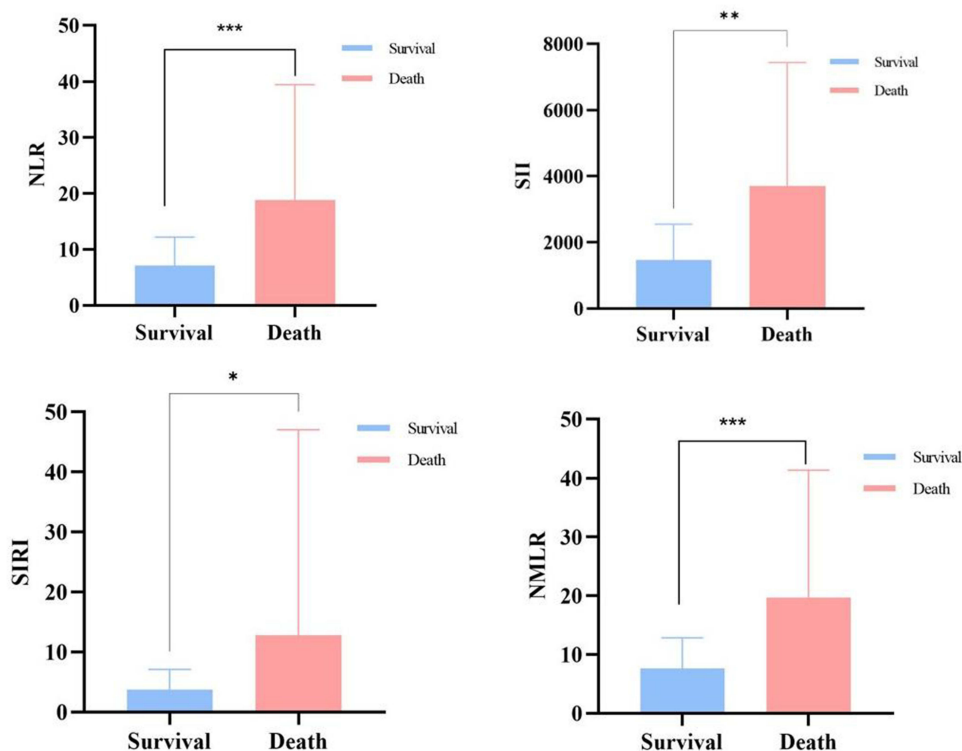 ***
50
40
30
20
10
0
NLR
Survival
Death
Survival
Death
**
8000
6000
4000
2000
0
SII
Survival
Death
Survival
Death
*
50
40
30
20
10
0
SIRI
Survival
Death
Survival
Death
***
50
40
30
20
10
0
NMLR
Survival
Death
Survival
Death